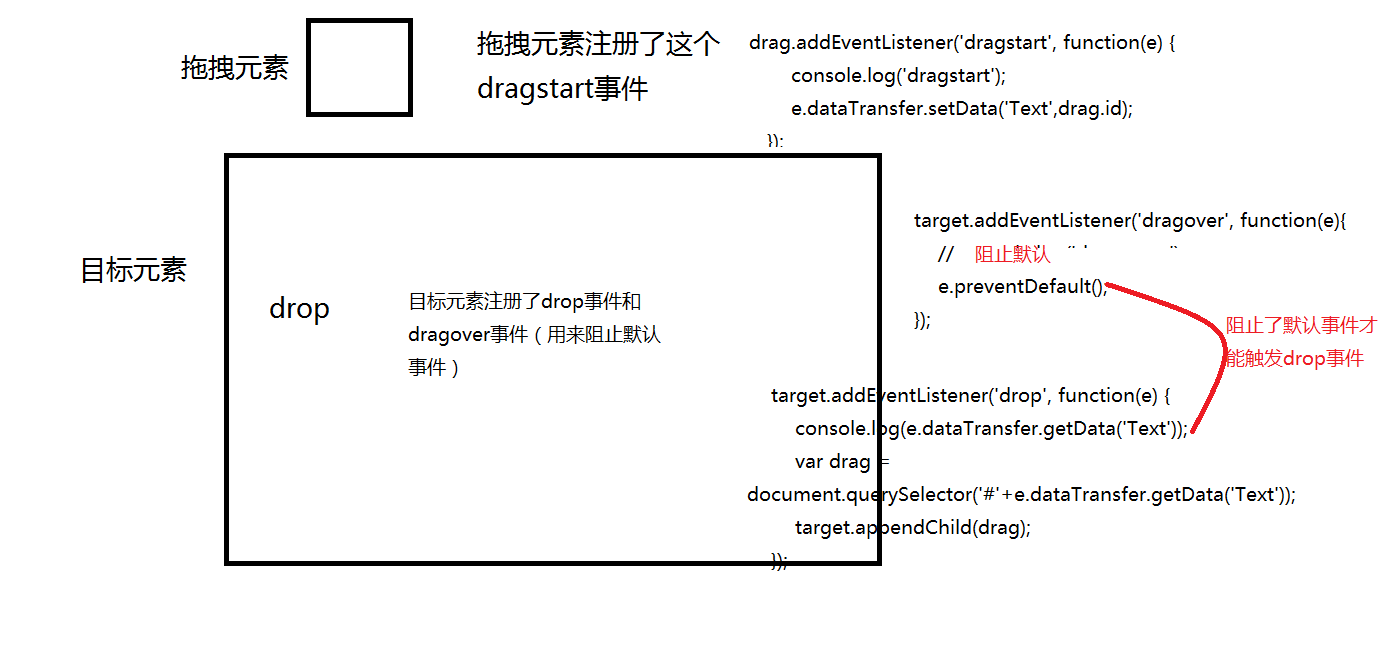 拖拽元素
拖拽元素注册了这个
dragstart事件
drag.addEventListener('dragstart', function(e) {
console.log('dragstart');
e.dataTransfer.setData('Text',drag.id);
});
目标元素
drop
目标元素注册了drop事件和
dragover事件（用来阻止默认
事件）
target.addEventListener('dragover', function(e){
// 阻止默认
e.preventDefault();
});
阻止了默认事件才
能触发drop事件
target.addEventListener('drop', function(e) {
console.log(e.dataTransfer.getData('Text'));
var drag =
document.querySelector('#'+e.dataTransfer.getData('Text'));
target.appendChild(drag);
});